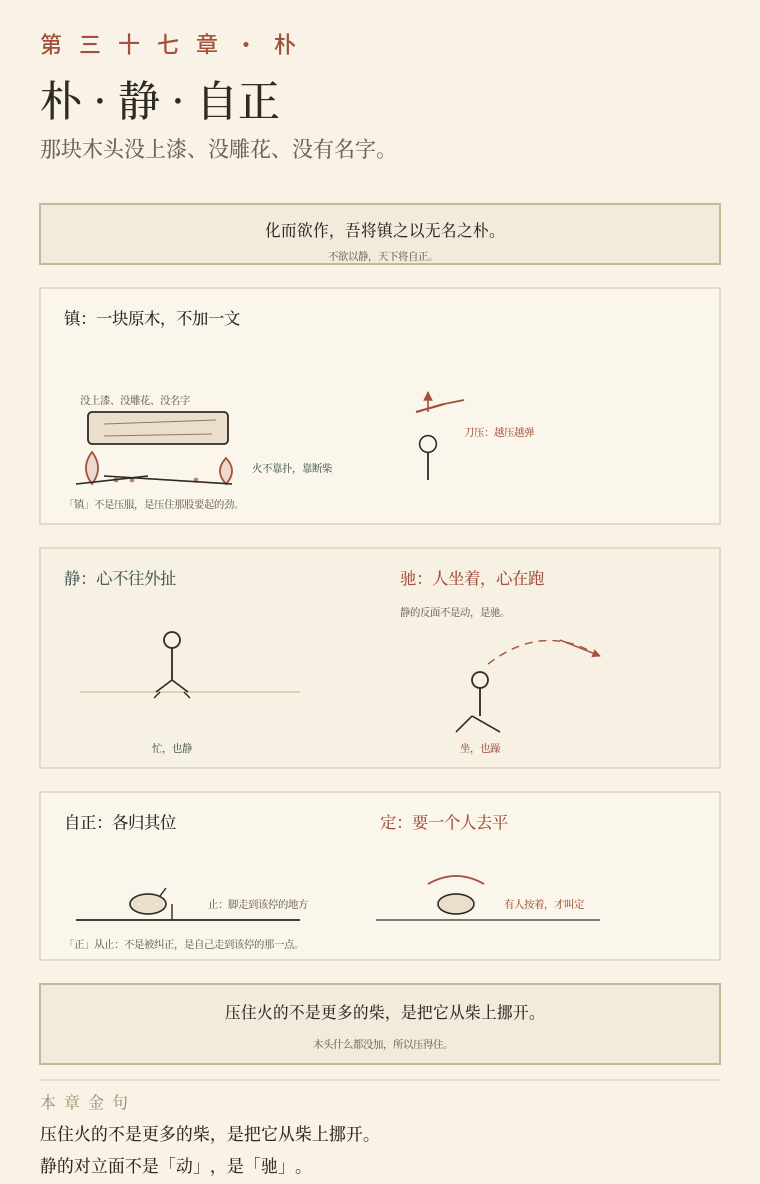 第三十七章·朴
朴·静·自正
那块木头没上漆、没雕花、没有名字。
化而欲作，吾将镇之以无名之朴。
不欲以静，天下将自正。
镇：一块原木，不加一文
没上漆、没雕花、没名字
刀压：越压越弹
火不靠扑，靠断柴
「镇」不是压服，是压住那股要起的劲。
静：心不往外扯
驰：人坐着，心在跑
静的反面不是动，是驰。
忙，也静
坐，也躁
自正：各归其位
定：要一个人去平
止：脚走到该停的地方
有人按着，才叫定
「正」从止：不是被纠正，是自己走到该停的那一点。
压住火的不是更多的柴，是把它从柴上挪开。
木头什么都没加，所以压得住。
本章金句
压住火的不是更多的柴，是把它从柴上挪开。
静的对立面不是「动」，是「驰」。